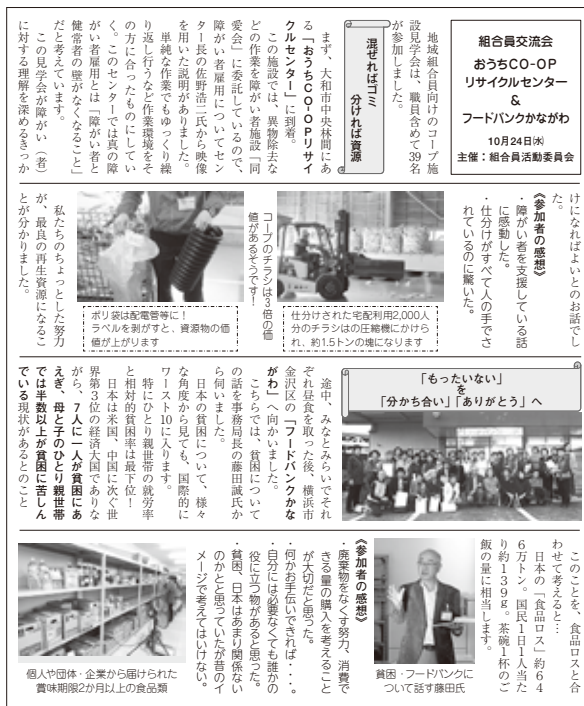 組合員交流会
おうちCO-OP
リサイクルセンター
&
フードバンクかながわ
10月24日㈬
主催：組合員活動委員会
地域組合員向けのコープ施
設見学会は、職員含めて39名
が参加しました。
混ぜればゴミ
分ければ資源
まず、大和市中央林間にあ
る「おうちCO-OPリサイ
クルセンター」に到着。
この施設では、異物除去な
どの作業を障がい者施設「同
愛会」に委託しているので、
障がい者雇用についてセン
ター長の佐野浩二氏から映像
を用いた説明がありました。
単純な作業でもゆっくり繰
り返し行うなど作業環境をそ
の方に合ったものにしてい
く。このセンターでは真の障
がい者雇用とは「障がい者と
健常者の壁がなくなること」
だと考えています。
この見学会が障がい（者）
に対する理解を深めるきっか
けになればよいとのお話でし
た。
《参加者の感想》
・障がい者を支援している話
に感動した。
・仕分けがすべて人の手でさ
れているのに驚いた。
仕分けされた宅配利用2,000人
分のチラシはの圧縮機にかけら
れ、約1.5トンの塊になります
コープのチラシは3倍の価
値があるそうです！
ポリ袋は配電管等に！
ラベルを剥がすと、資源物の価
値が上がります
私たちのちょっとした努力
が、最良の再生資源になるこ
とが分かりました。
「もったいない」
を
「分かち合い」「ありがとう」へ
途中、みなとみらいでそれ
ぞれ昼食を取った後、横浜市
金沢区の「フードバンクかな
がわ」へ向かいました。
こちらでは、貧困について
の話を事務局長の藤田誠氏か
ら伺いました。
日本の貧困について、様々
な角度から見ても、国際的に
ワースト10に入ります。
特にひとり親世帯の就労率
と相対的貧困率は最下位！
日本は米国、中国に次ぐ世
界第3位の経済大国でありな
がら、7人に一人が貧困にあ
えぎ、母と子のひとり親世帯
では半数以上が貧困に苦しん
でいる現状があるとのこと
このことを、食品ロスと合
わせて考えると…
日本の「食品ロス」約64
6万トン。国民1日1人当た
り約139g。茶碗1杯のご
飯の量に相当します。
貧困・フードバンクに
ついて話す藤田氏
《参加者の感想》
・廃棄物をなくす努力、消費で
きる量の購入を考えること
が大切だと思った。
・何かお手伝いできれば・・・。
・自分には必要なくても誰かの
役に立つ物があると思った。
・貧困、日本はあまり関係ない
のかと思っていたが昔のイ
メージで考えてはいけない。
個人や団体・企業から届けられた
賞味期限2か月以上の食品類